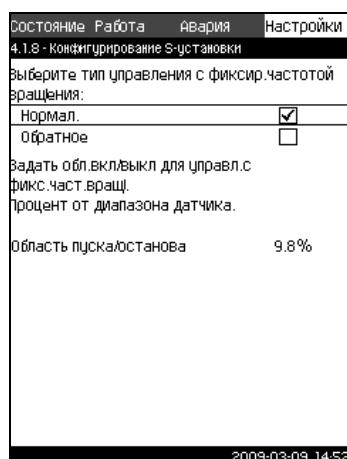 Состояние Работа Авария Настройки
4.1.8 - Конфигурирование S-установки
Выберите тип управления с фиксир.частотой
вращения:
Нормал.
Обратное
Задать обл.вкл/выкл для управл.с
фикс.част.вращ.
Процент от диапазона датчика.
Область пуска/останова 9.8%
2009-03-09 14:52